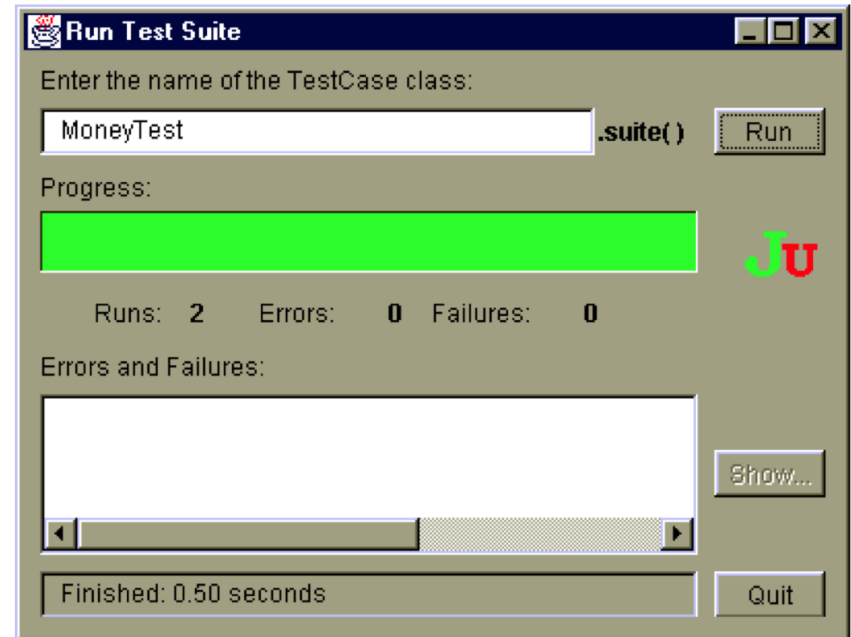 Run Test Suite
Enter the name of the TestCase class:
MoneyTest .suite( ) Run
Progress:
JU
Runs: 2 Errors: 0 Failures: 0
Errors and Failures:
Show...
Finished: 0.50 seconds Quit